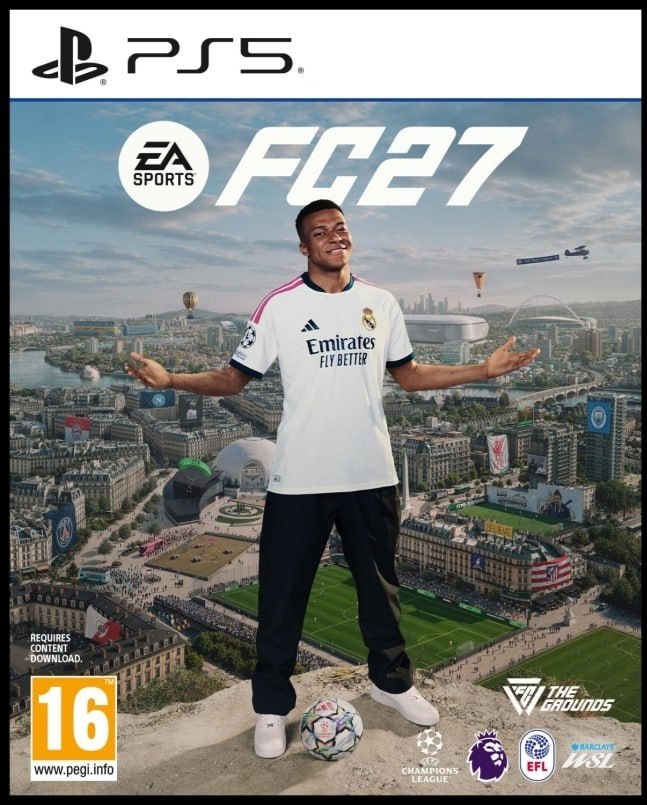 PS5
EA
SPORTS
FC27
Emirates
FLY BETTER
REQUIRES
CONTENT
DOWNLOAD.
16
TM
www.pegi.info
THE
GROUNDS
CHAMPIONS
LEAGUE
EFL
BARCLAYS
WSL